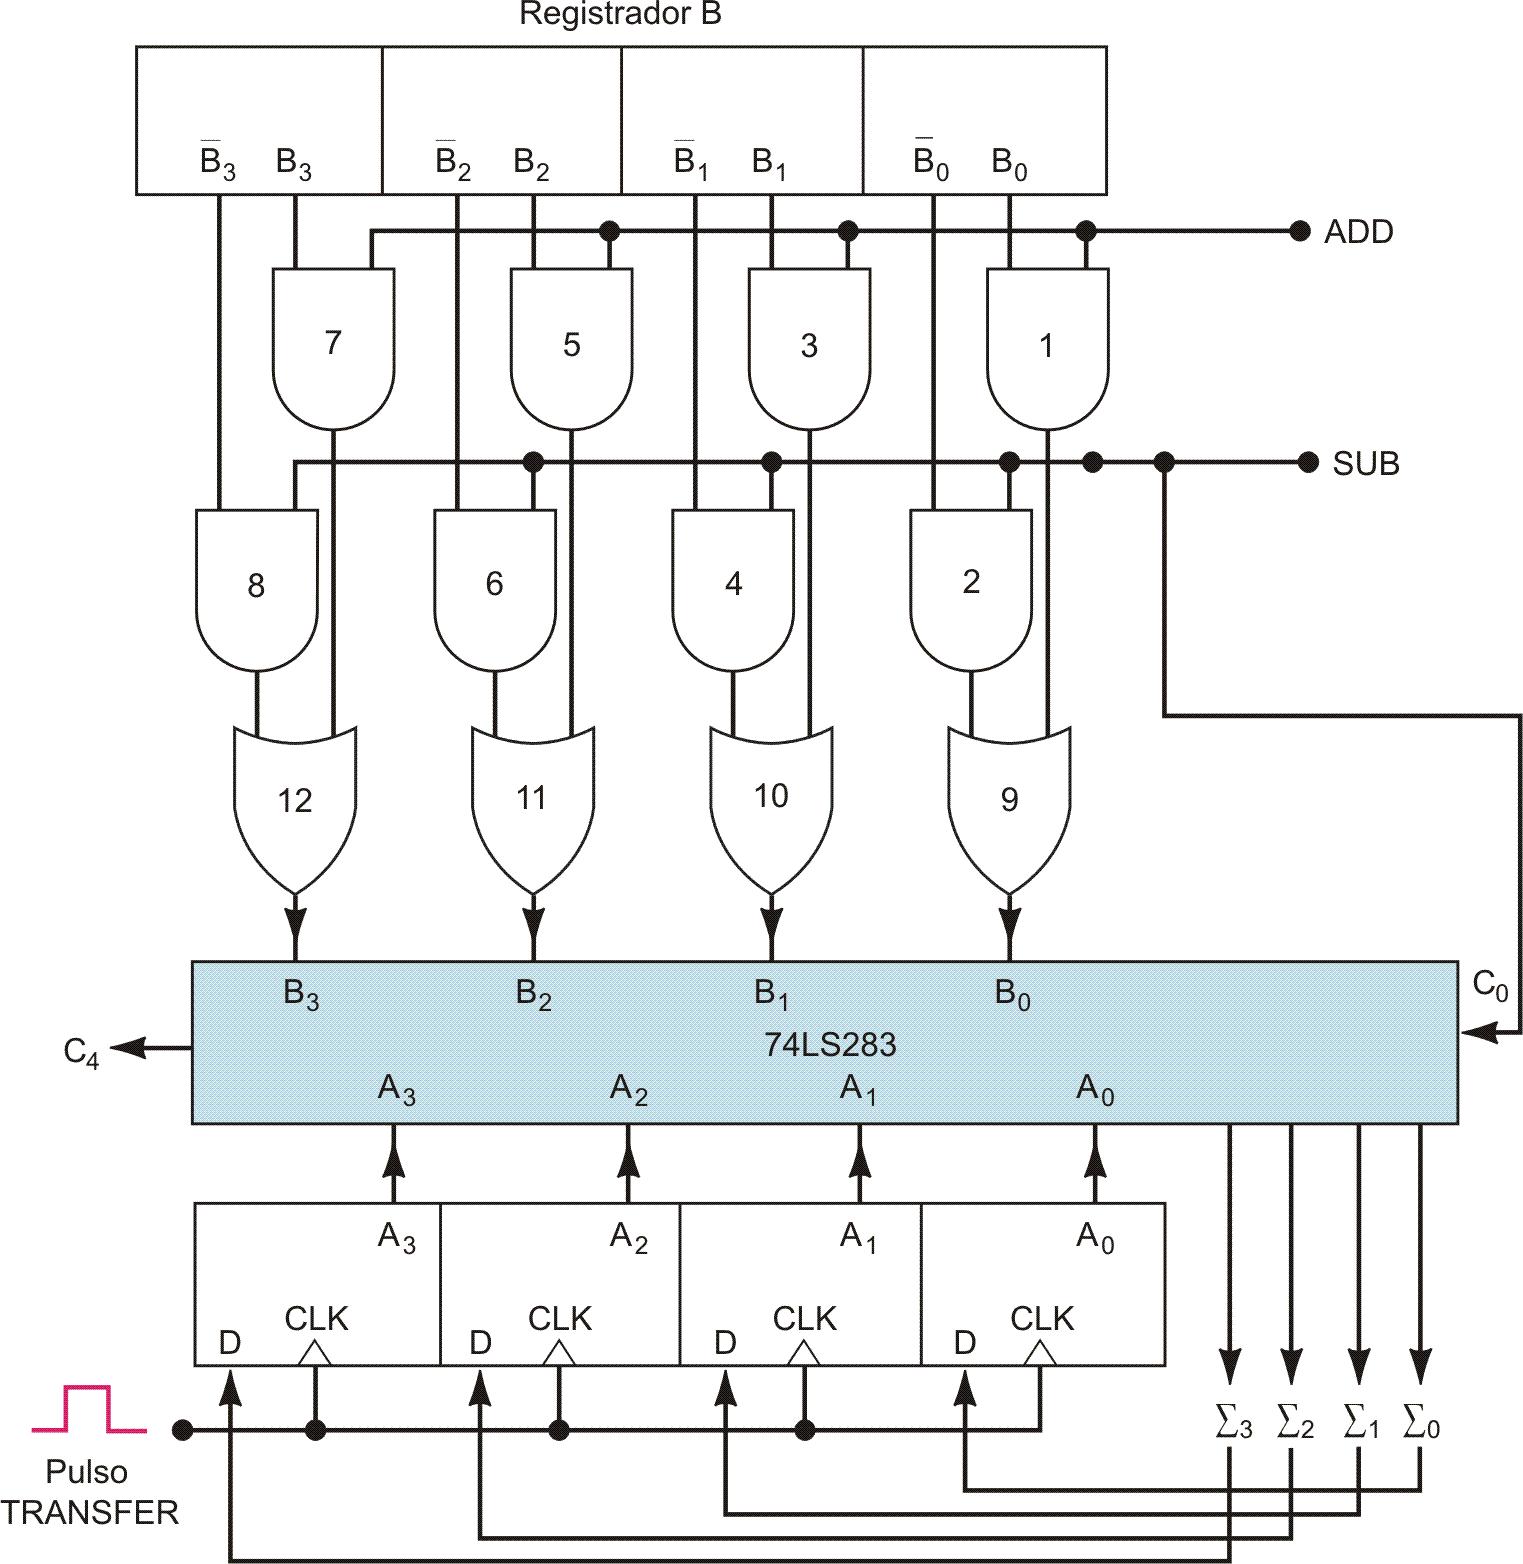 Registrador B
B̅3 B3 B̅2 B2 B̅1 B1 B̅0 B0
ADD
7 5 3 1
SUB
8 6 4 2
12 11 10 9
B3 B2 B1 B0 C0
C4 74LS283
A3 A2 A1 A0
A3 A2 A1 A0
CLK CLK CLK CLK
D D D D
Σ3 Σ2 Σ1 Σ0
Pulso
TRANSFER